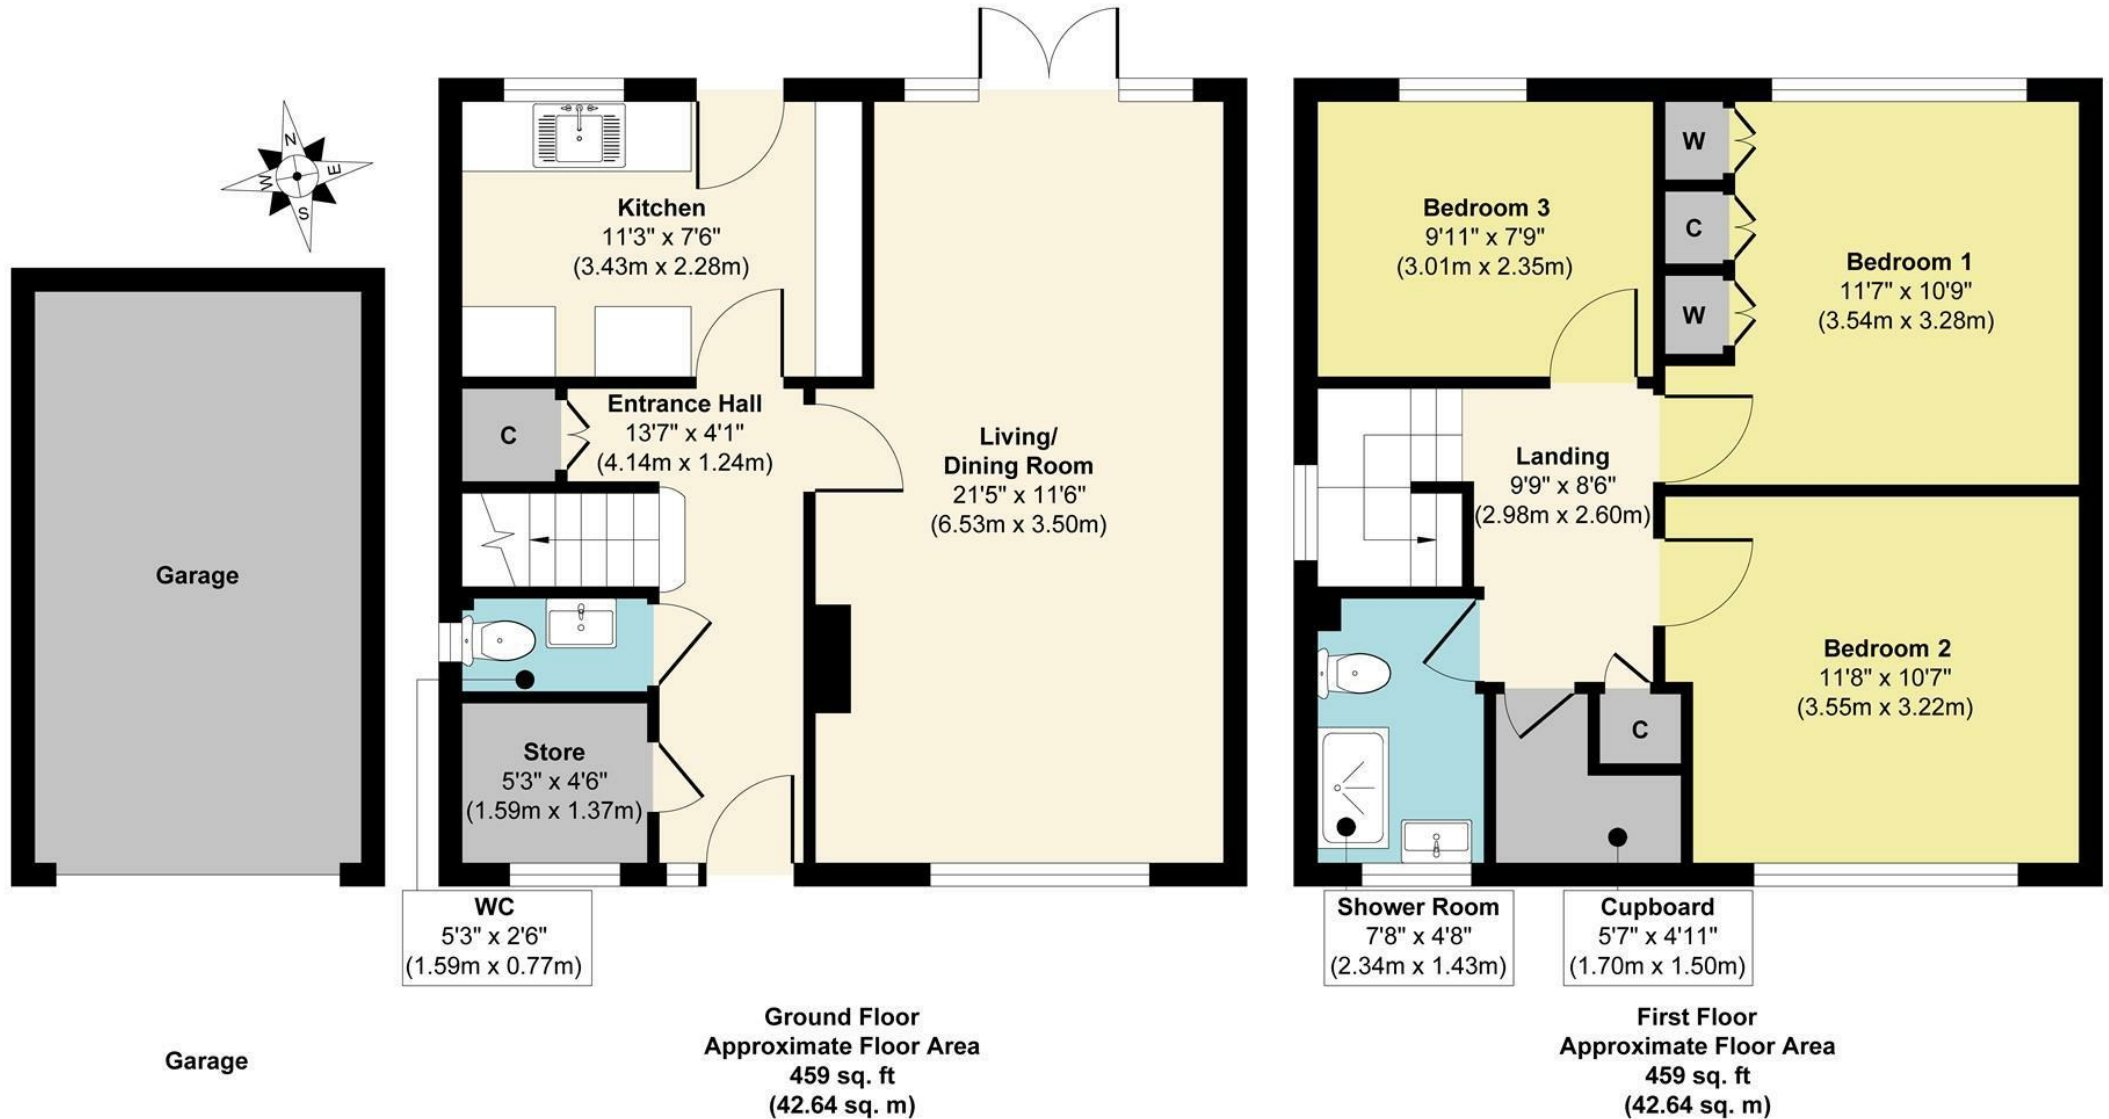 N
E
S
W
Garage
Garage
Kitchen
11'3" x 7'6"
(3.43m x 2.28m)
C
Entrance Hall
13'7" x 4'1"
(4.14m x 1.24m)
Living/
Dining Room
21'5" x 11'6"
(6.53m x 3.50m)
Store
5'3" x 4'6"
(1.59m x 1.37m)
WC
5'3" x 2'6"
(1.59m x 0.77m)
Ground Floor
Approximate Floor Area
459 sq. ft
(42.64 sq. m)
Bedroom 3
9'11" x 7'9"
(3.01m x 2.35m)
W
C
W
Bedroom 1
11'7" x 10'9"
(3.54m x 3.28m)
Landing
9'9" x 8'6"
(2.98m x 2.60m)
Bedroom 2
11'8" x 10'7"
(3.55m x 3.22m)
C
Shower Room
7'8" x 4'8"
(2.34m x 1.43m)
Cupboard
5'7" x 4'11"
(1.70m x 1.50m)
First Floor
Approximate Floor Area
459 sq. ft
(42.64 sq. m)